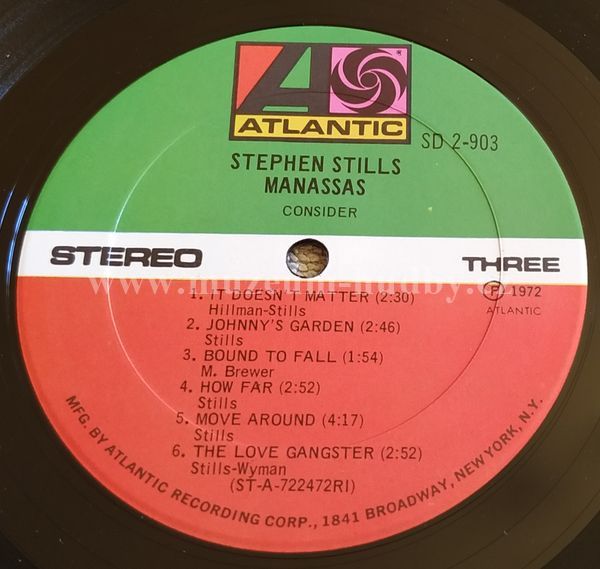 ATLANTIC
SD 2-903
STEPHEN STILLS
MANASSAS
CONSIDER
STEREO
THREE
1. IT DOESN'T MATTER (2:30)
Hillman-Stills
2. JOHNNY'S GARDEN (2:46)
Stills
3. BOUND TO FALL (1:54)
M. Brewer
4. HOW FAR (2:52)
Stills
5. MOVE AROUND (4:17)
Stills
6. THE LOVE GANGSTER (2:52)
Stills-Wyman
(ST-A-722472RI)
Ⓟ 1972
ATLANTIC
MFG. BY ATLANTIC RECORDING CORP., 1841 BROADWAY, NEW YORK, N.Y.